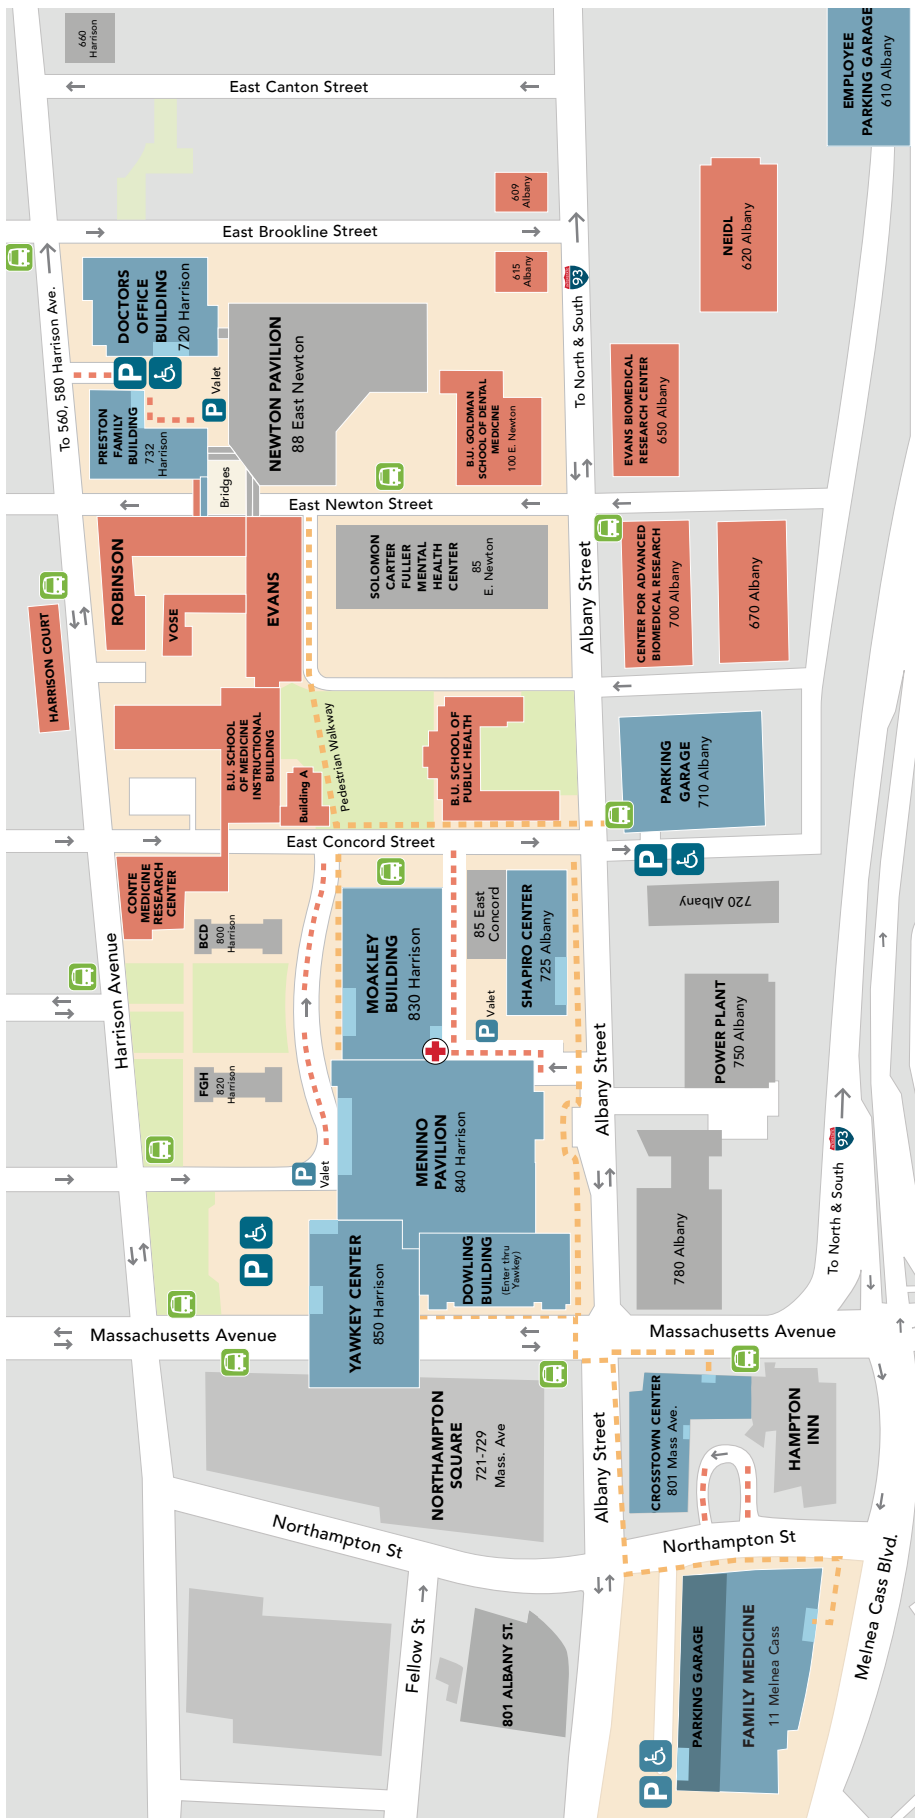 660
Harrison
East Canton Street
EMPLOYEE
PARKING GARAGE
610 Albany
609
Albany
East Brookline Street
NEIDL
620 Albany
To 560, 580 Harrison Ave.
DOCTORS
OFFICE
BUILDING
720 Harrison
615
Albany
93
To North & South
P
P
Valet
PRESTON
FAMILY
BUILDING
732
Harrison
NEWTON PAVILION
88 East Newton
B.U. GOLDMAN
SCHOOL OF DENTAL
MEDICINE
100 E. Newton
EVANS BIOMEDICAL
RESEARCH CENTER
650 Albany
Bridges
East Newton Street
ROBINSON
VOSE
EVANS
HARRISON COURT
SOLOMON
CARTER
FULLER
MENTAL
HEALTH
CENTER
85
E. Newton
Albany Street
CENTER FOR ADVANCED
BIOMEDICAL RESEARCH
700 Albany
670 Albany
B.U. SCHOOL
OF MEDICINE
INSTRUCTIONAL
BUILDING
Building A
Pedestrian Walkway
B.U. SCHOOL OF
PUBLIC HEALTH
PARKING
GARAGE
710 Albany
East Concord Street
P
CONTE
MEDICINE
RESEARCH
CENTER
BCD
800
Harrison
MOAKLEY
BUILDING
830 Harrison
85 East
Concord
SHAPIRO CENTER
725 Albany
720 Albany
Harrison Avenue
P
Valet
POWER PLANT
750 Albany
FGH
820
Harrison
Albany Street
MENINO
PAVILION
840 Harrison
P
Valet
93
To North & South
P
780 Albany
YAWKEY CENTER
850 Harrison
DOWLING
BUILDING
(Enter thru
Yawkey)
Massachusetts Avenue
Massachusetts Avenue
NORTHAMPTON
SQUARE
721-729
Mass. Ave
Albany Street
CROSSTOWN CENTER
801 Mass Ave.
HAMPTON
INN
Northampton St
Northampton St
Melnea Cass Blvd.
Fellow St
801 ALBANY ST.
PARKING GARAGE
FAMILY MEDICINE
11 Melnea Cass
P